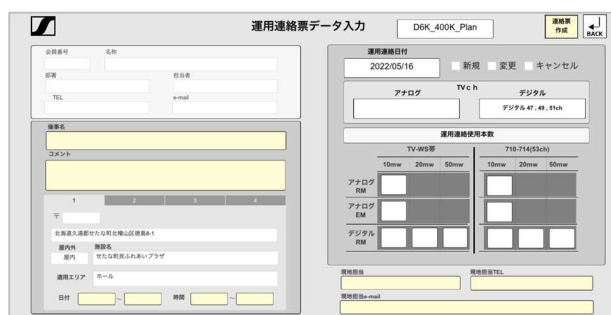 運用連絡票データ入力
D6K_400K_Plan
連絡票
作成
BACK
会員番号 名称
部署 担当者
TEL e-mail
催事名
コメント
1 2 3 4
〒
北海道久遠郡せたな町北檜山区徳島8-1
屋内外 施設名
屋内 せたな町民ふれあいプラザ
適用エリア ホール
日付 ~ 時間 ~
運用連絡日付
2022/05/16 新規 変更 キャンセル
TVch
アナログ デジタル
デジタル 47 , 49 , 51ch
運用連絡使用本数
TV-WS帯 710-714(53ch)
10mw 20mw 50mw 10mw 20mw 50mw
アナログ
RM
アナログ
EM
デジタル
RM
現地担当 現地担当TEL
現地担当e-mail